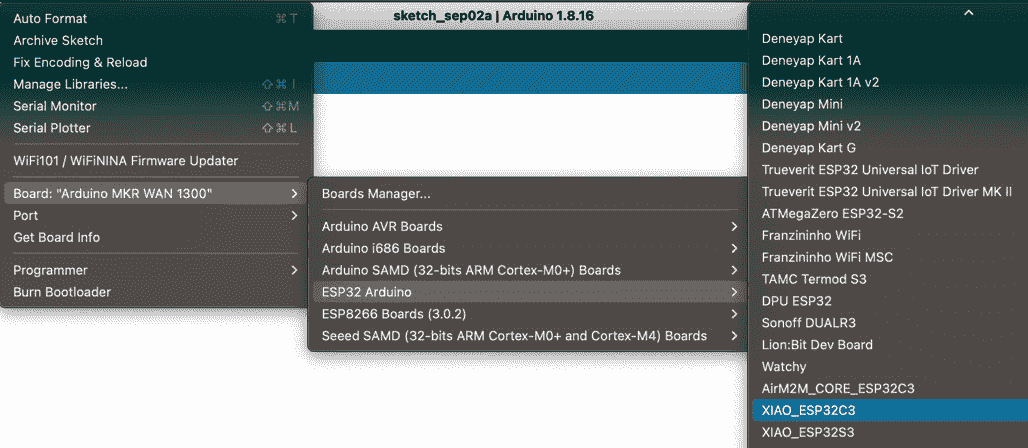 sketch_sep02a | Arduino 1.8.16
Auto Format ⌘T
Archive Sketch
Fix Encoding & Reload
Manage Libraries... ⇧⌘I
Serial Monitor ⇧⌘M
Serial Plotter ⇧⌘L
WiFi101 / WiFiNINA Firmware Updater
Board: "Arduino MKR WAN 1300"
Port
Get Board Info
Programmer
Burn Bootloader
Boards Manager...
Arduino AVR Boards
Arduino i686 Boards
Arduino SAMD (32-bits ARM Cortex-M0+) Boards
ESP32 Arduino
ESP8266 Boards (3.0.2)
Seeed SAMD (32-bits ARM Cortex-M0+ and Cortex-M4) Boards
Deneyap Kart
Deneyap Kart 1A
Deneyap Kart 1A v2
Deneyap Mini
Deneyap Mini v2
Deneyap Kart G
Trueverit ESP32 Universal IoT Driver
Trueverit ESP32 Universal IoT Driver MK II
ATMegaZero ESP32-S2
Franzininho WiFi
Franzininho WiFi MSC
TAMC Termod S3
DPU ESP32
Sonoff DUALR3
Lion:Bit Dev Board
Watchy
AirM2M_CORE_ESP32C3
XIAO_ESP32C3
XIAO_ESP32S3